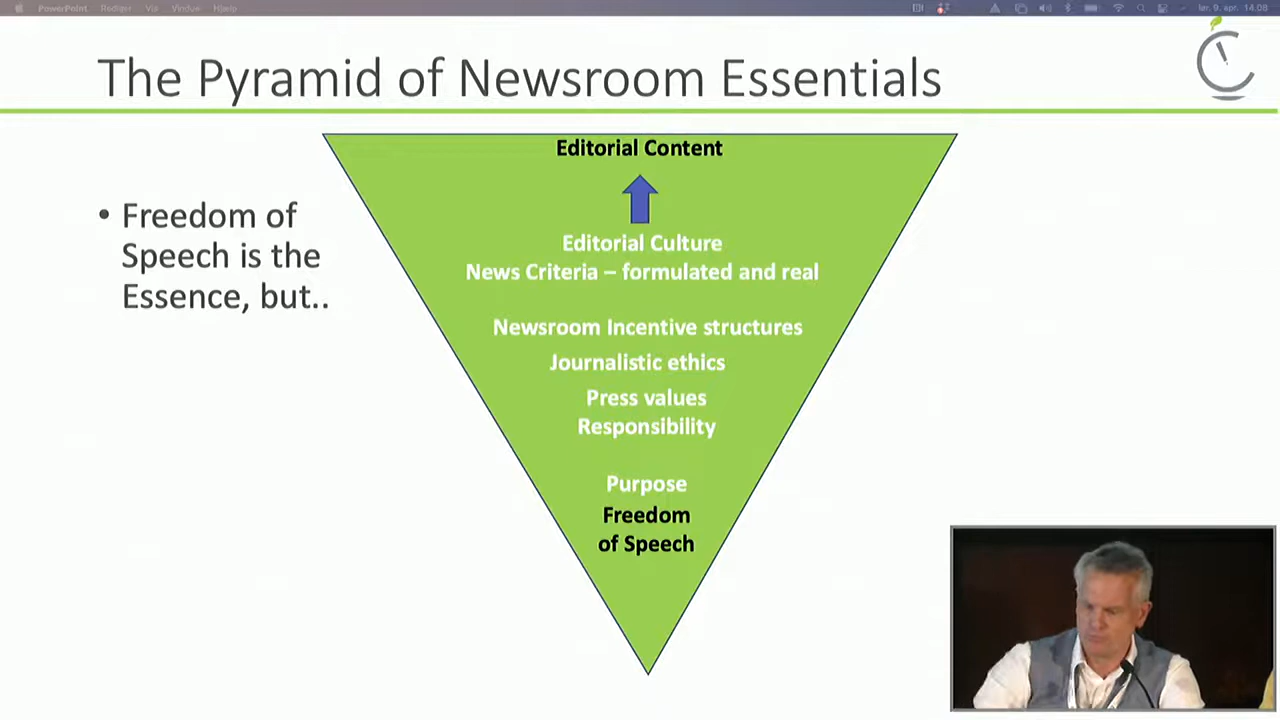 PowerPoint Rediger Vis Vindue Hjælp
lør. 9. apr. 14.08
The Pyramid of Newsroom Essentials
• Freedom of
Speech is the
Essence, but..
Editorial Content
Editorial Culture
News Criteria – formulated and real
Newsroom Incentive structures
Journalistic ethics
Press values
Responsibility
Purpose
Freedom
of Speech